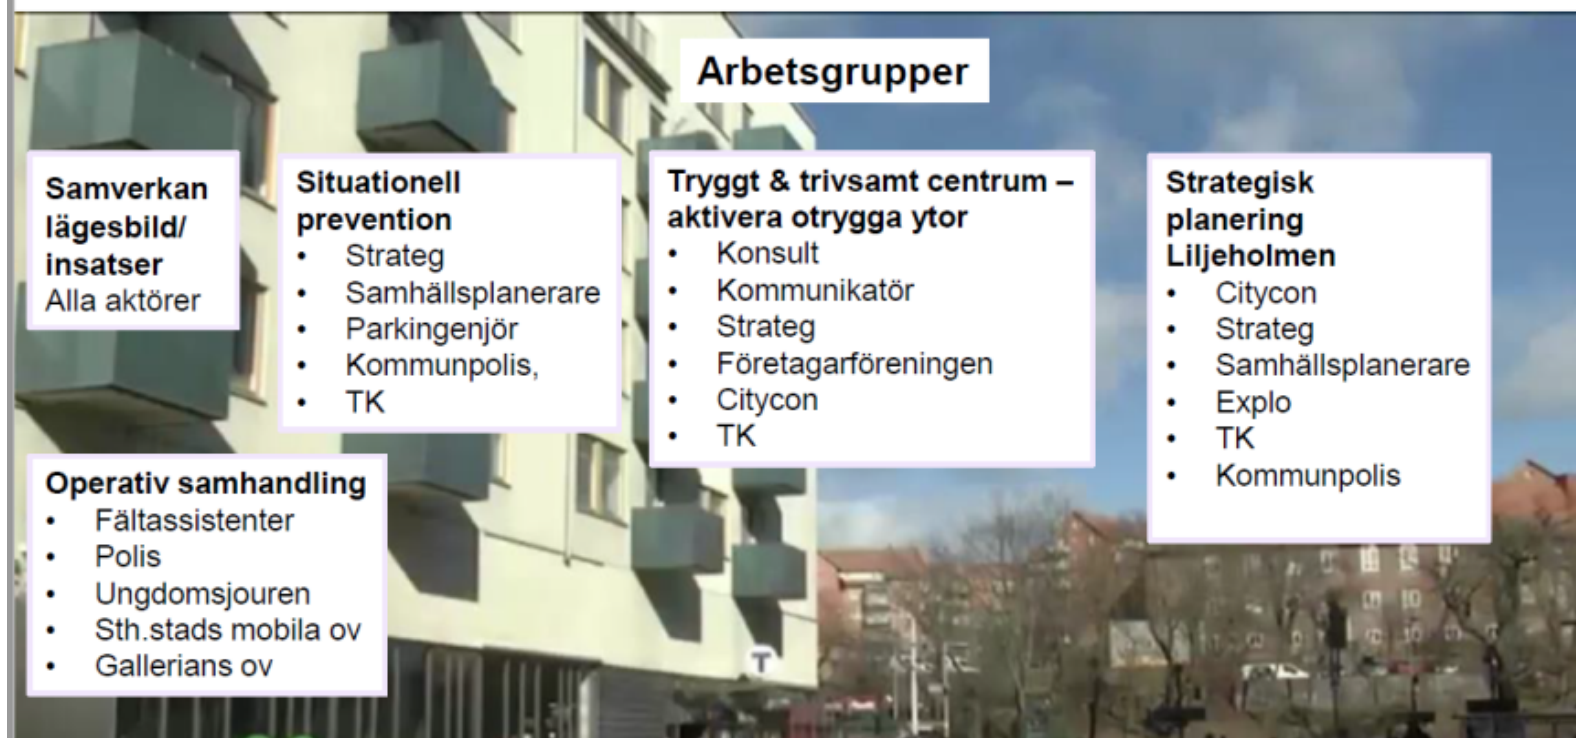 Arbetsgrupper
Samverkan
lägesbild/
insatser
Alla aktörer
Situationell
prevention
• Strateg
• Samhällsplanerare
• Parkingenjör
• Kommunpolis,
• TK
Tryggt & trivsamt centrum –
aktivera otrygga ytor
• Konsult
• Kommunikatör
• Strateg
• Företagarföreningen
• Citycon
• TK
Strategisk
planering
Liljeholmen
• Citycon
• Strateg
• Samhällsplanerare
• Explo
• TK
• Kommunpolis
Operativ samhandling
• Fältassistenter
• Polis
• Ungdomsjouren
• Sth.stads mobila ov
• Gallerians ov
T